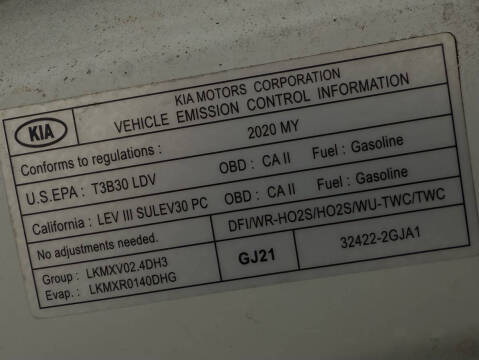 KIA
KIA MOTORS CORPORATION
VEHICLE EMISSION CONTROL INFORMATION
Conforms to regulations : 2020 MY
U.S.EPA : T3B30 LDV OBD : CA II Fuel : Gasoline
California : LEV III SULEV30 PC OBD : CA II Fuel : Gasoline
No adjustments needed. DFI/WR-HO2S/HO2S/WU-TWC/TWC
Group : LKMXV02.4DH3 GJ21 32422-2GJA1
Evap. : LKMXR0140DHG